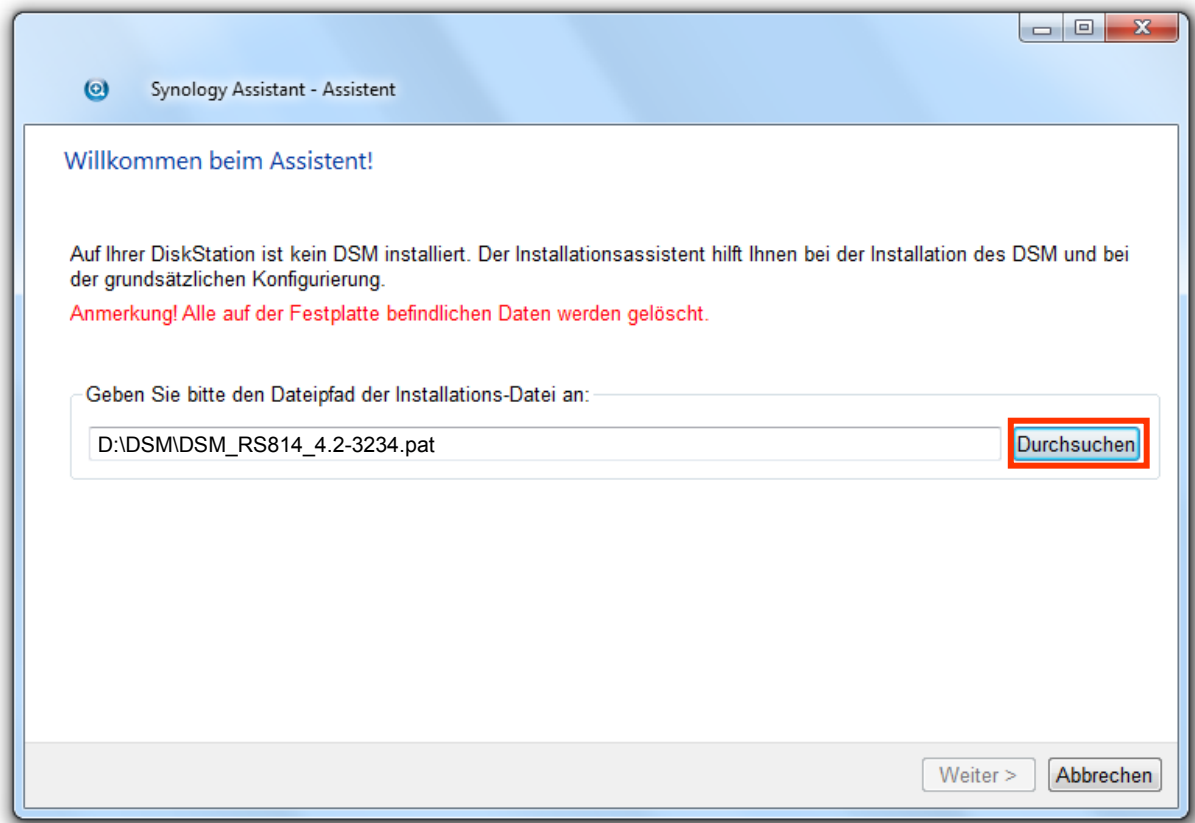 Synology Assistant - Assistent
Willkommen beim Assistent!
Auf Ihrer DiskStation ist kein DSM installiert. Der Installationsassistent hilft Ihnen bei der Installation des DSM und bei
der grundsätzlichen Konfigurierung.
Anmerkung! Alle auf der Festplatte befindlichen Daten werden gelöscht.
Geben Sie bitte den Dateipfad der Installations-Datei an:
D:\DSM\DSM_RS814_4.2-3234.pat Durchsuchen
Weiter > Abbrechen